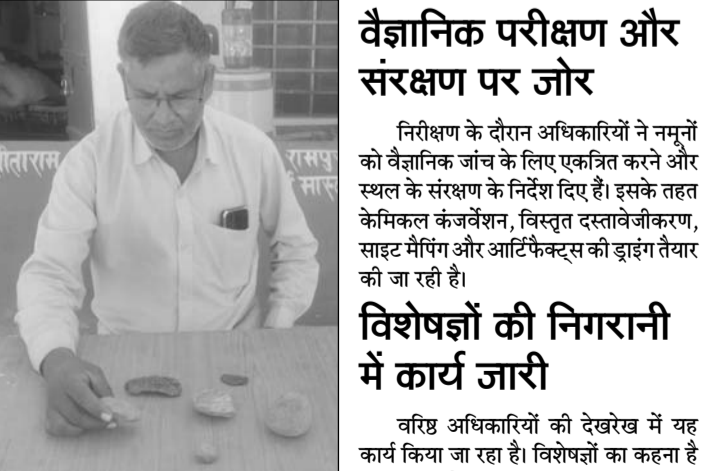 वैज्ञानिक परीक्षण और
संरक्षण पर जोर
निरीक्षण के दौरान अधिकारियों ने नमूनों
को वैज्ञानिक जांच के लिए एकत्रित करने और
स्थल के संरक्षण के निर्देश दिए हैं। इसके तहत
केमिकल कंजर्वेशन, विस्तृत दस्तावेजीकरण,
साइट मैपिंग और आर्टिफैक्ट्स की ड्राइंग तैयार
की जा रही है।
विशेषज्ञों की निगरानी
में कार्य जारी
वरिष्ठ अधिकारियों की देखरेख में यह
कार्य किया जा रहा है। विशेषज्ञों का कहना है